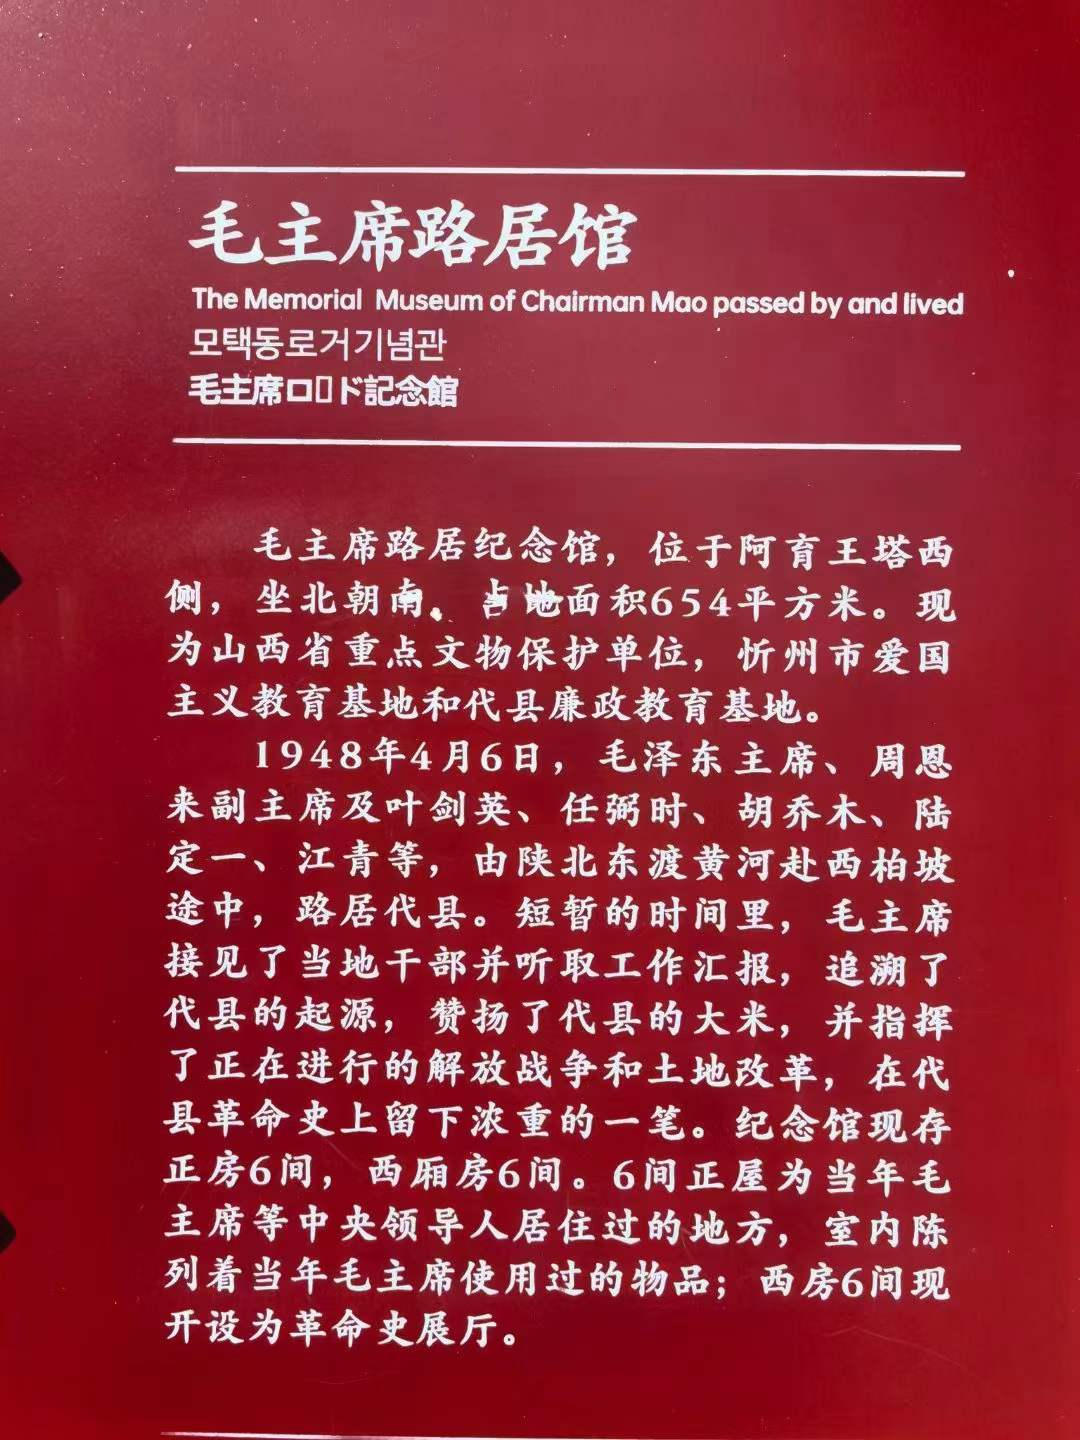 毛主席路居馆
The Memorial Museum of Chairman Mao passed by and lived
모택동로거기념관
毛主席ロ▯ド記念館
毛主席路居纪念馆，位于阿育王塔西
侧，坐北朝南。占地面积654平方米。现
为山西省重点文物保护单位，忻州市爱国
主义教育基地和代县廉政教育基地。
1948年4月6日，毛泽东主席、周恩
来副主席及叶剑英、任弼时、胡乔木、陆
定一、江青等，由陕北东渡黄河赴西柏坡
途中，路居代县。短暂的时间里，毛主席
接见了当地干部并听取工作汇报，追溯了
代县的起源，赞扬了代县的大米，并指挥
了正在进行的解放战争和土地改革，在代
县革命史上留下浓重的一笔。纪念馆现存
正房6间，西厢房6间。6间正屋为当年毛
主席等中央领导人居住过的地方，室内陈
列着当年毛主席使用过的物品；西房6间现
开设为革命史展厅。